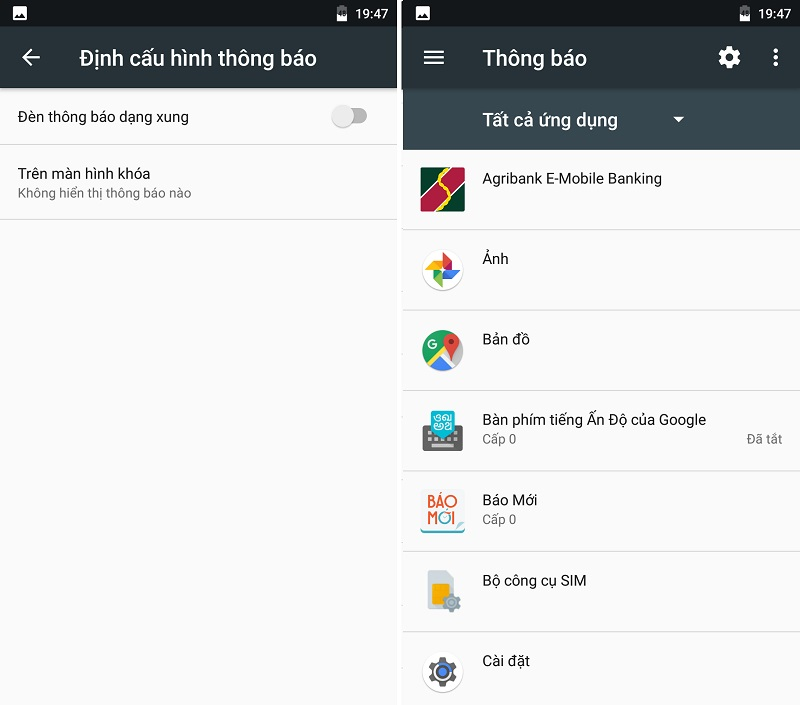 19:47
Định cấu hình thông báo
Đèn thông báo dạng xung
Trên màn hình khóa
Không hiển thị thông báo nào
19:47
Thông báo
Tất cả ứng dụng
Agribank E-Mobile Banking
Ảnh
G
Bản đồ
Bàn phím tiếng Ấn Độ của Google
Cấp 0
Đã tắt
BÁO
MỚI
Báo Mới
Cấp 0
Bộ công cụ SIM
Cài đặt